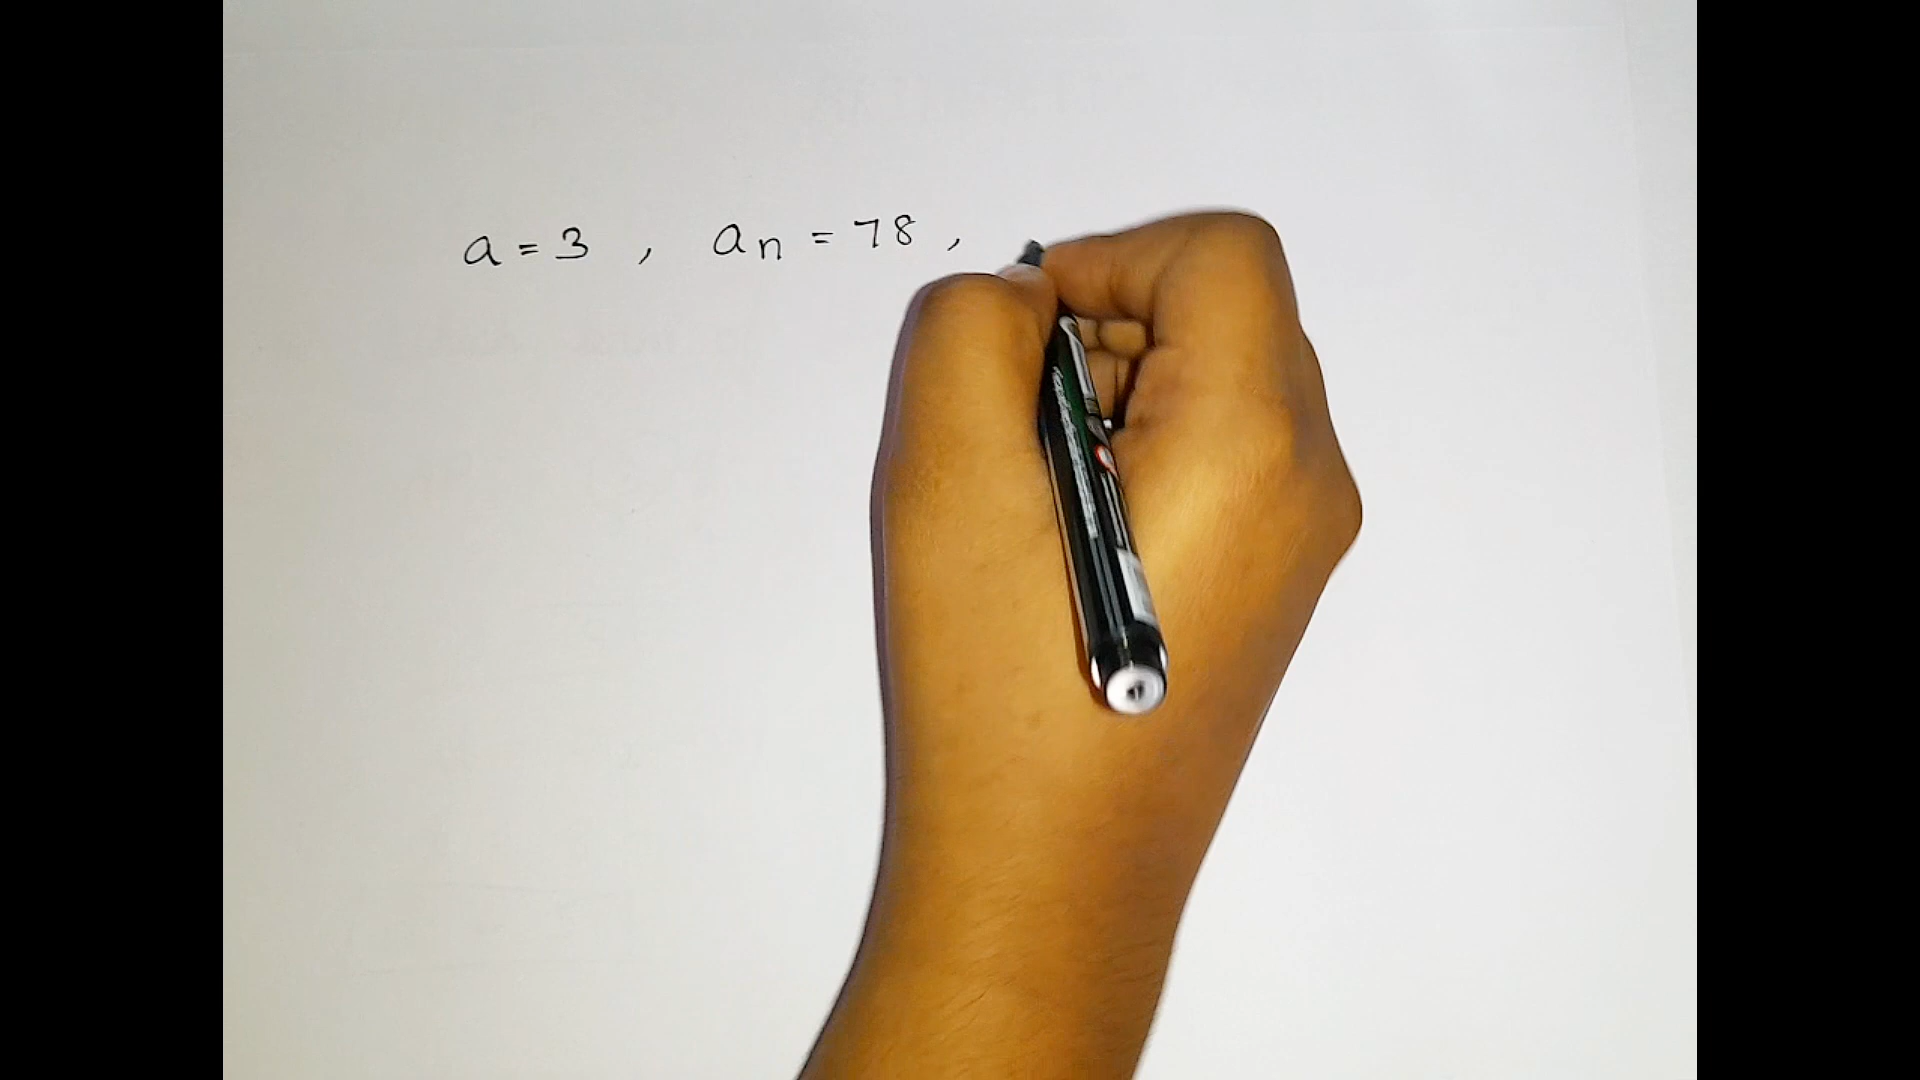 a = 3 , an = 78 ,